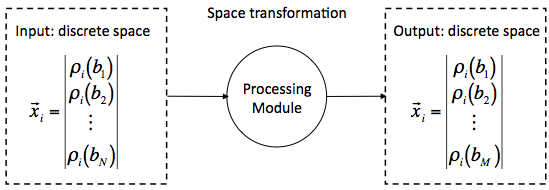 Space transformation
Input: discrete space
x⃗ᵢ = |ρᵢ(b₁)|
|ρᵢ(b₂)|
|⋮|
|ρᵢ(b_N)|
Processing
Module
Output: discrete space
x⃗ᵢ = |ρᵢ(b₁)|
|ρᵢ(b₂)|
|⋮|
|ρᵢ(b_M)|